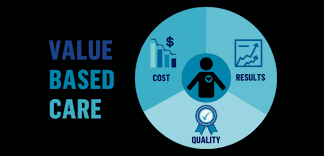 VALUE
BASED
CARE
$
COST
RESULTS
QUALITY